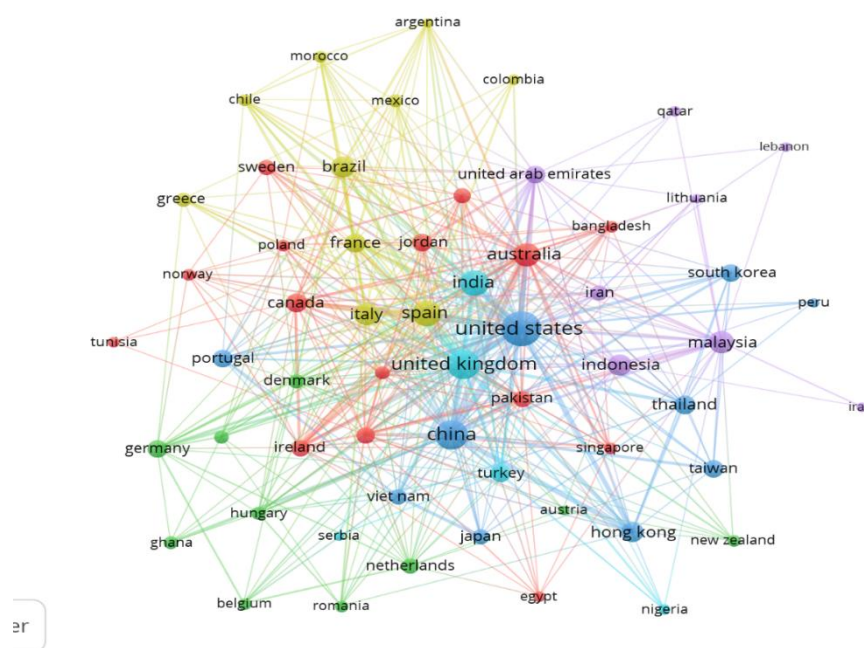 argentina
morocco
colombia
chile
mexico
qatar
lebanon
sweden
brazil
united arab emirates
greece
lithuania
bangladesh
poland
france
jordan
australia
norway
india
iran
south korea
canada
peru
italy
spain
united states
tunisia
malaysia
portugal
united kingdom
indonesia
denmark
pakistan
thailand
ira
germany
ireland
china
singapore
turkey
taiwan
viet nam
hungary
austria
ghana
serbia
japan
hong kong
new zealand
netherlands
belgium
romania
egypt
nigeria
er